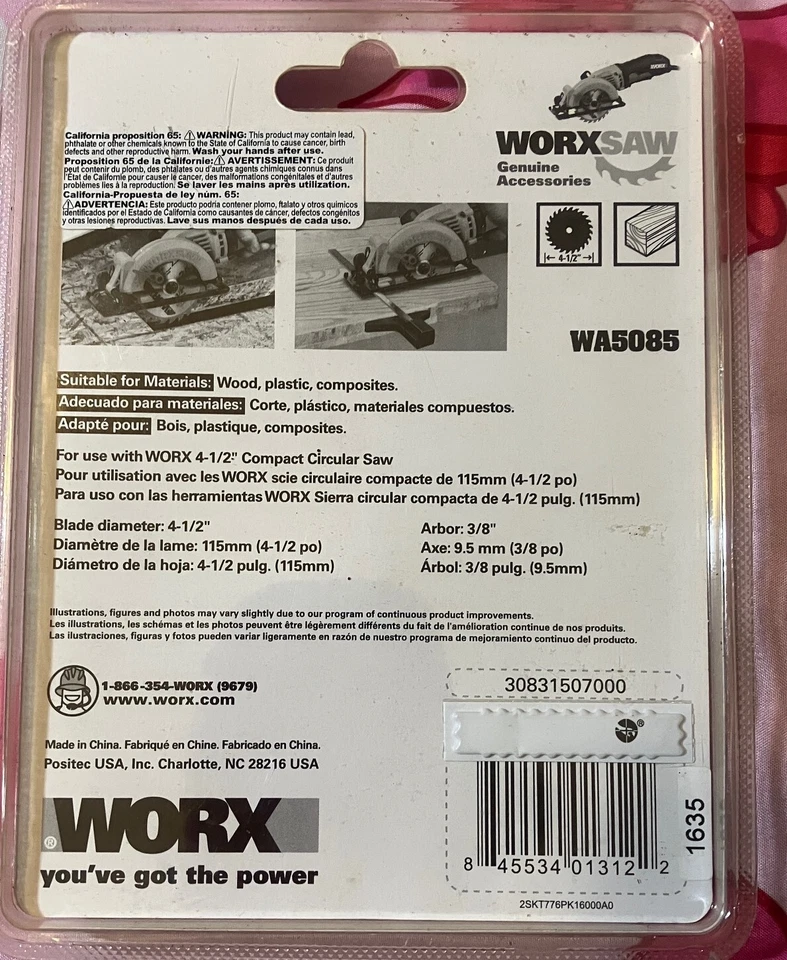 WORX
WORXSAW
Genuine
Accessories
California proposition 65: ⚠ WARNING: This product may contain lead,
phthalate or other chemicals known to the State of California to cause cancer, birth
defects and other reproductive harm. Wash your hands after use.
Proposition 65 de la Californie: ⚠ AVERTISSEMENT: Ce produit
peut contenir du plomb, des phtalates ou d'autres agents chimiques connus dans
l'État de Californie pour causer le cancer, des malformations congénitales et d'autres
problèmes liés à la reproduction. Se laver les mains après utilization.
California-Propuesta de ley núm. 65:
⚠ADVERTENCIA: Este producto podría contener plomo, ftalato y otros químicos
identificados por el Estado de California como causantes de cáncer, defectos congénitos
y otras lesiones reproductivas. Lave sus manos después de cada uso.
4-1/2"
WA5085
Suitable for Materials: Wood, plastic, composites.
Adecuado para materiales: Corte, plástico, materiales compuestos.
Adapté pour: Bois, plastique, composites.
For use with WORX 4-1/2" Compact Circular Saw
Pour utilisation avec les WORX scie circulaire compacte de 115mm (4-1/2 po)
Para uso con las herramientas WORX Sierra circular compacta de 4-1/2 pulg. (115mm)
Blade diameter: 4-1/2"
Diamètre de la lame: 115mm (4-1/2 po)
Diámetro de la hoja: 4-1/2 pulg. (115mm)
Arbor: 3/8"
Axe: 9.5 mm (3/8 po)
Árbol: 3/8 pulg. (9.5mm)
Illustrations, figures and photos may vary slightly due to our program of continuous product improvements.
Les illustrations, les schémas et les photos peuvent être légèrement différents du fait de l'amélioration continue de nos produits.
Las ilustraciones, figuras y fotos pueden variar ligeramente en razón de nuestro programa de mejoramiento continuo del producto.
1-866-354-WORX (9679)
www.worx.com
Made in China. Fabriqué en Chine. Fabricado en China.
Positec USA, Inc. Charlotte, NC 28216 USA
® WORX
you've got the power
30831507000
®
8 45534 01312 2
1635
2SKT776PK16000A0